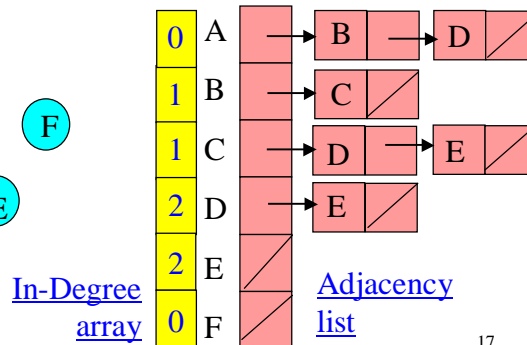 0 A B D
1 B C
F
1 C D E
2 D E
E
2 E
In-Degree array
0 F
Adjacency list
17